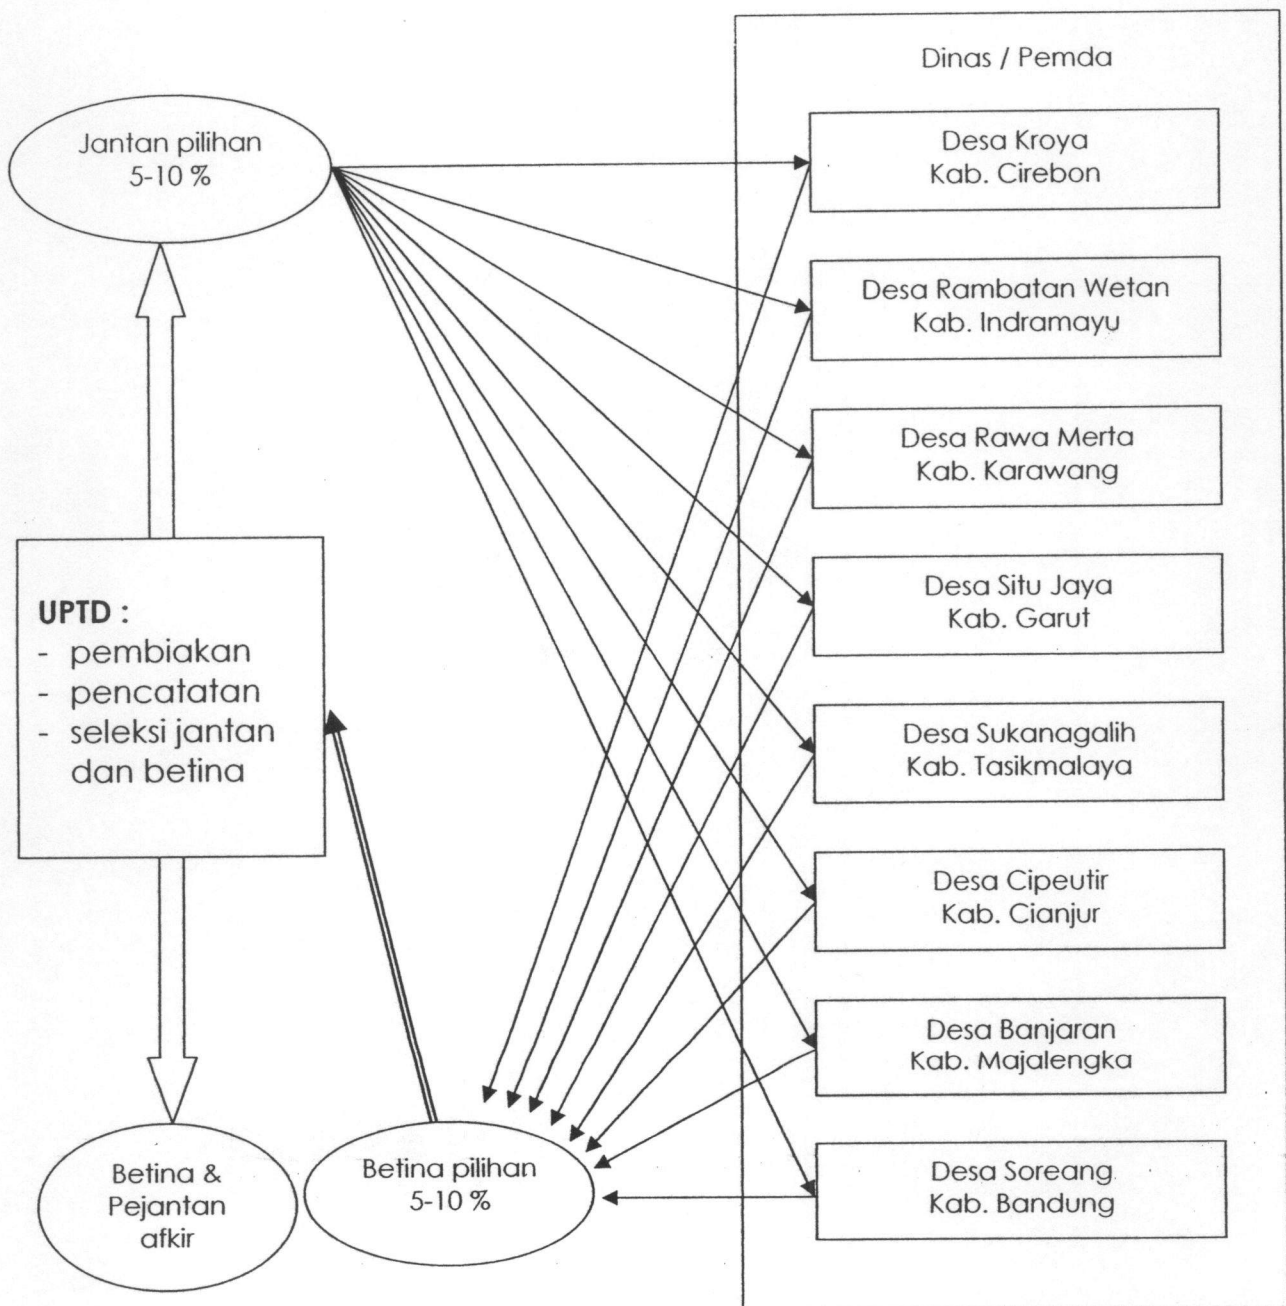 Dinas / Pemda
Jantan pilihan
5-10 %
Desa Kroya
Kab. Cirebon
Desa Rambatan Wetan
Kab. Indramayu
Desa Rawa Merta
Kab. Karawang
Desa Situ Jaya
Kab. Garut
UPTD :
- pembiakan
- pencatatan
- seleksi jantan
dan betina
Desa Sukanagalih
Kab. Tasikmalaya
Desa Cipeutir
Kab. Cianjur
Desa Banjaran
Kab. Majalengka
Desa Soreang
Kab. Bandung
Betina &
Pejantan
afkir
Betina pilihan
5-10 %